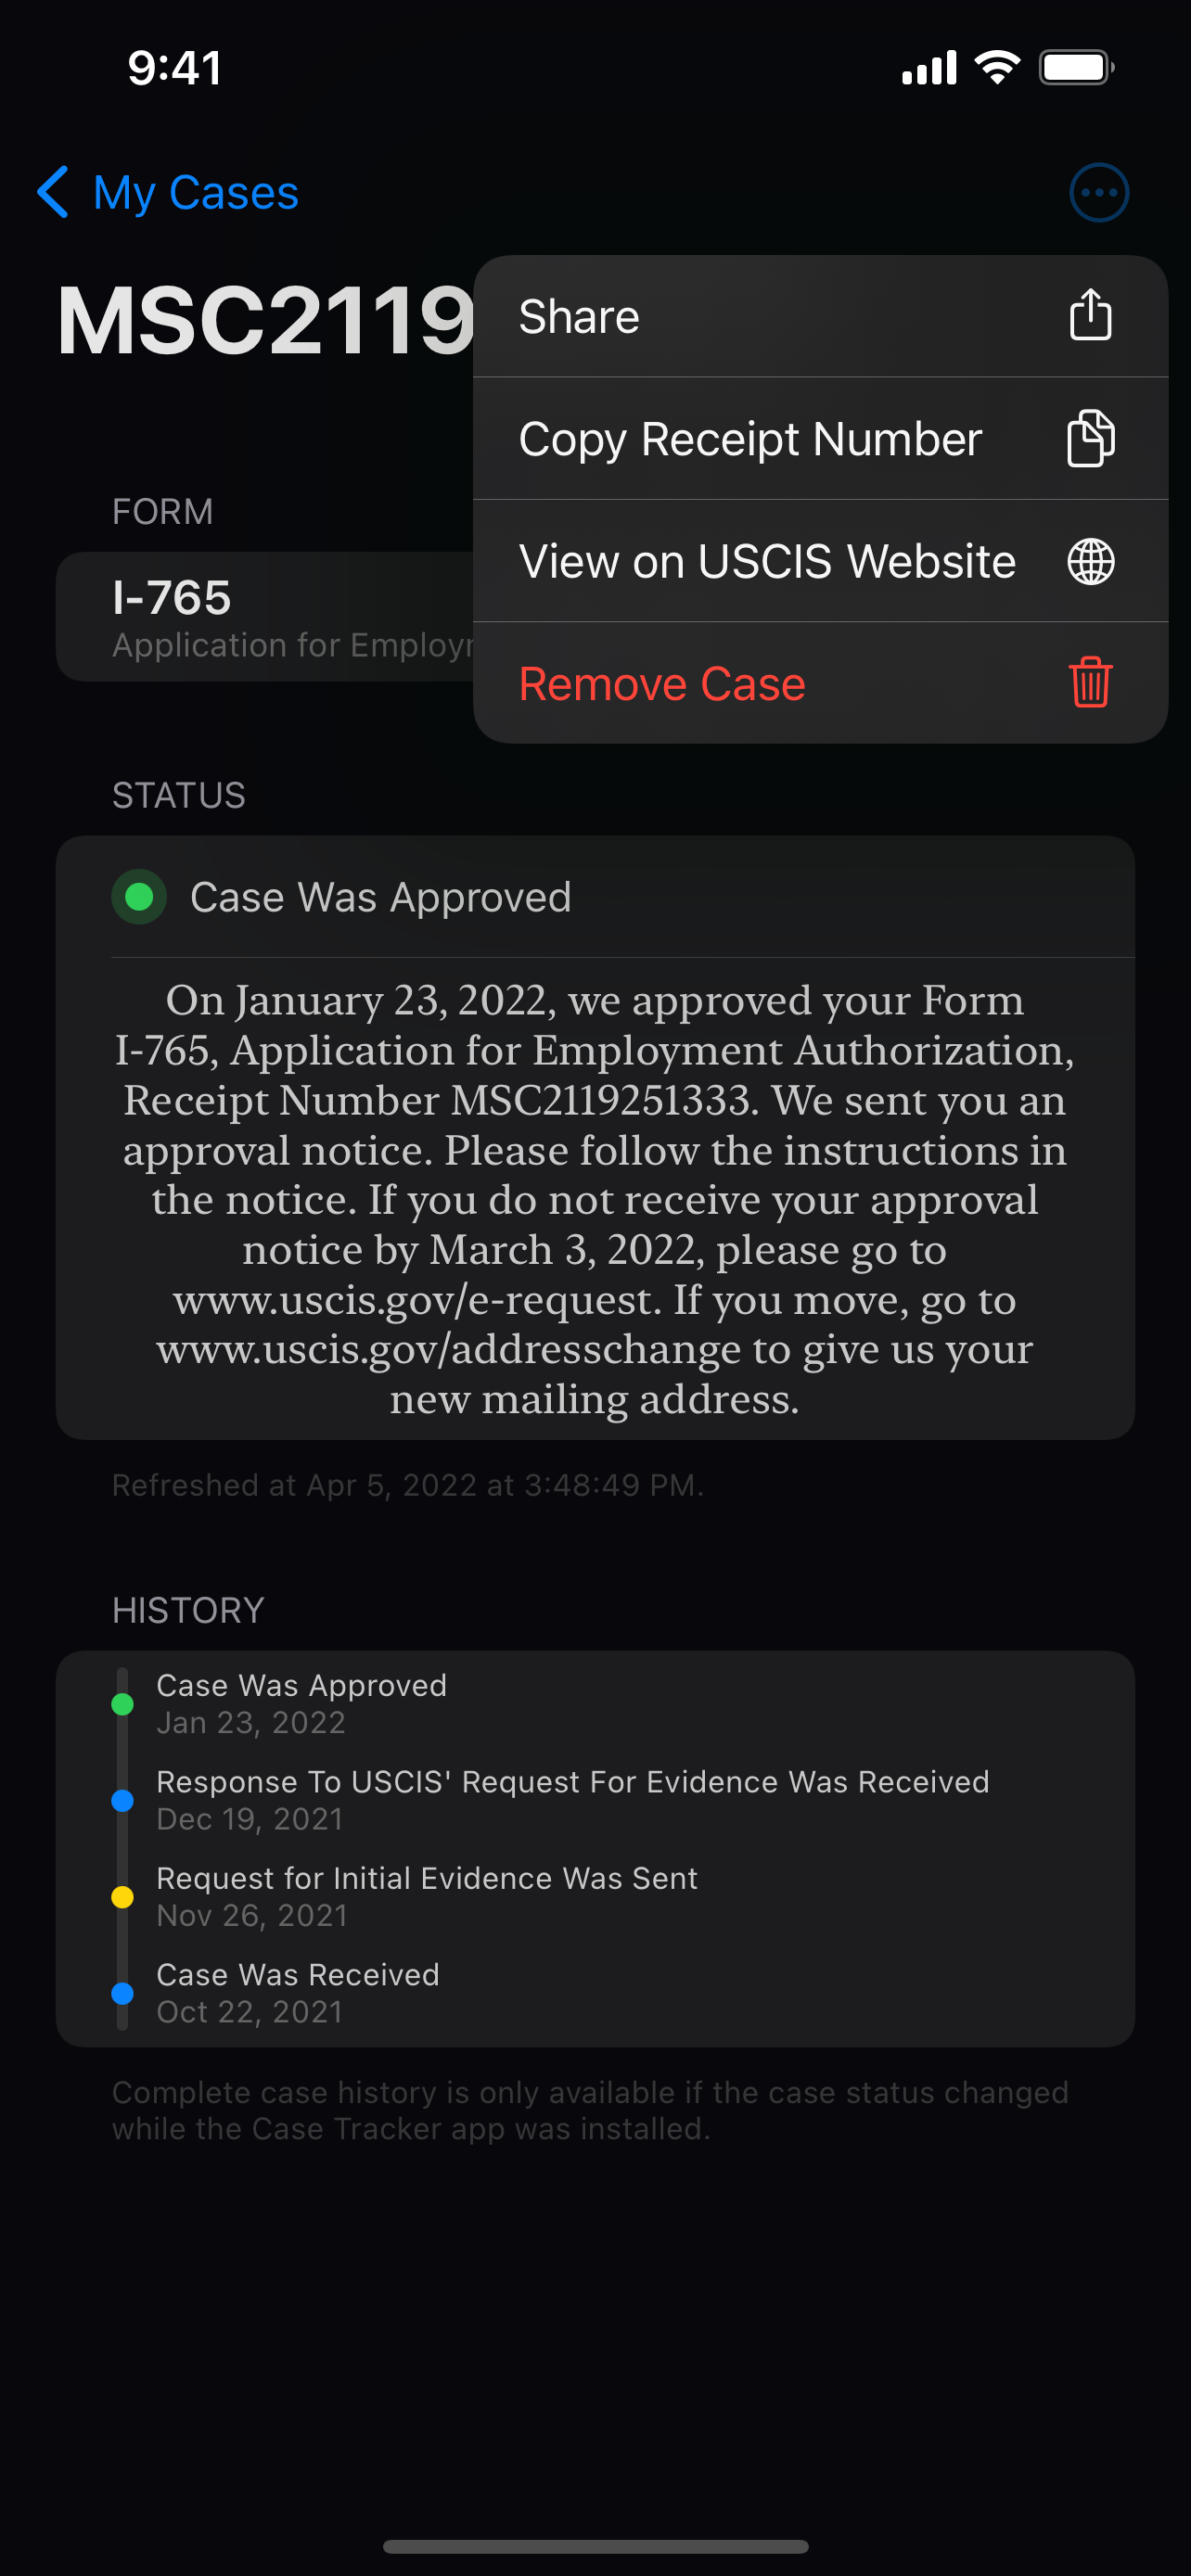 9:41
My Cases
MSC2119
Share
Copy Receipt Number
View on USCIS Website
Remove Case
FORM
I-765
Application for
STATUS
Case Was Approved
On January 23, 2022, we approved your Form
I-765, Application for Employment Authorization,
Receipt Number MSC2119251333. We sent you an
approval notice. Please follow the instructions in
the notice. If you do not receive your approval
notice by March 3, 2022, please go to
www.uscis.gov/e-request. If you move, go to
www.uscis.gov/addresschange to give us your
new mailing address.
Refreshed at Apr 5, 2022 at 3:48:49 PM.
HISTORY
Case Was Approved
Jan 23, 2022
Response To USCIS' Request For Evidence Was Received
Dec 19, 2021
Request for Initial Evidence Was Sent
Nov 26, 2021
Case Was Received
Oct 22, 2021
Complete case history is only available if the case status changed
while the Case Tracker app was installed.